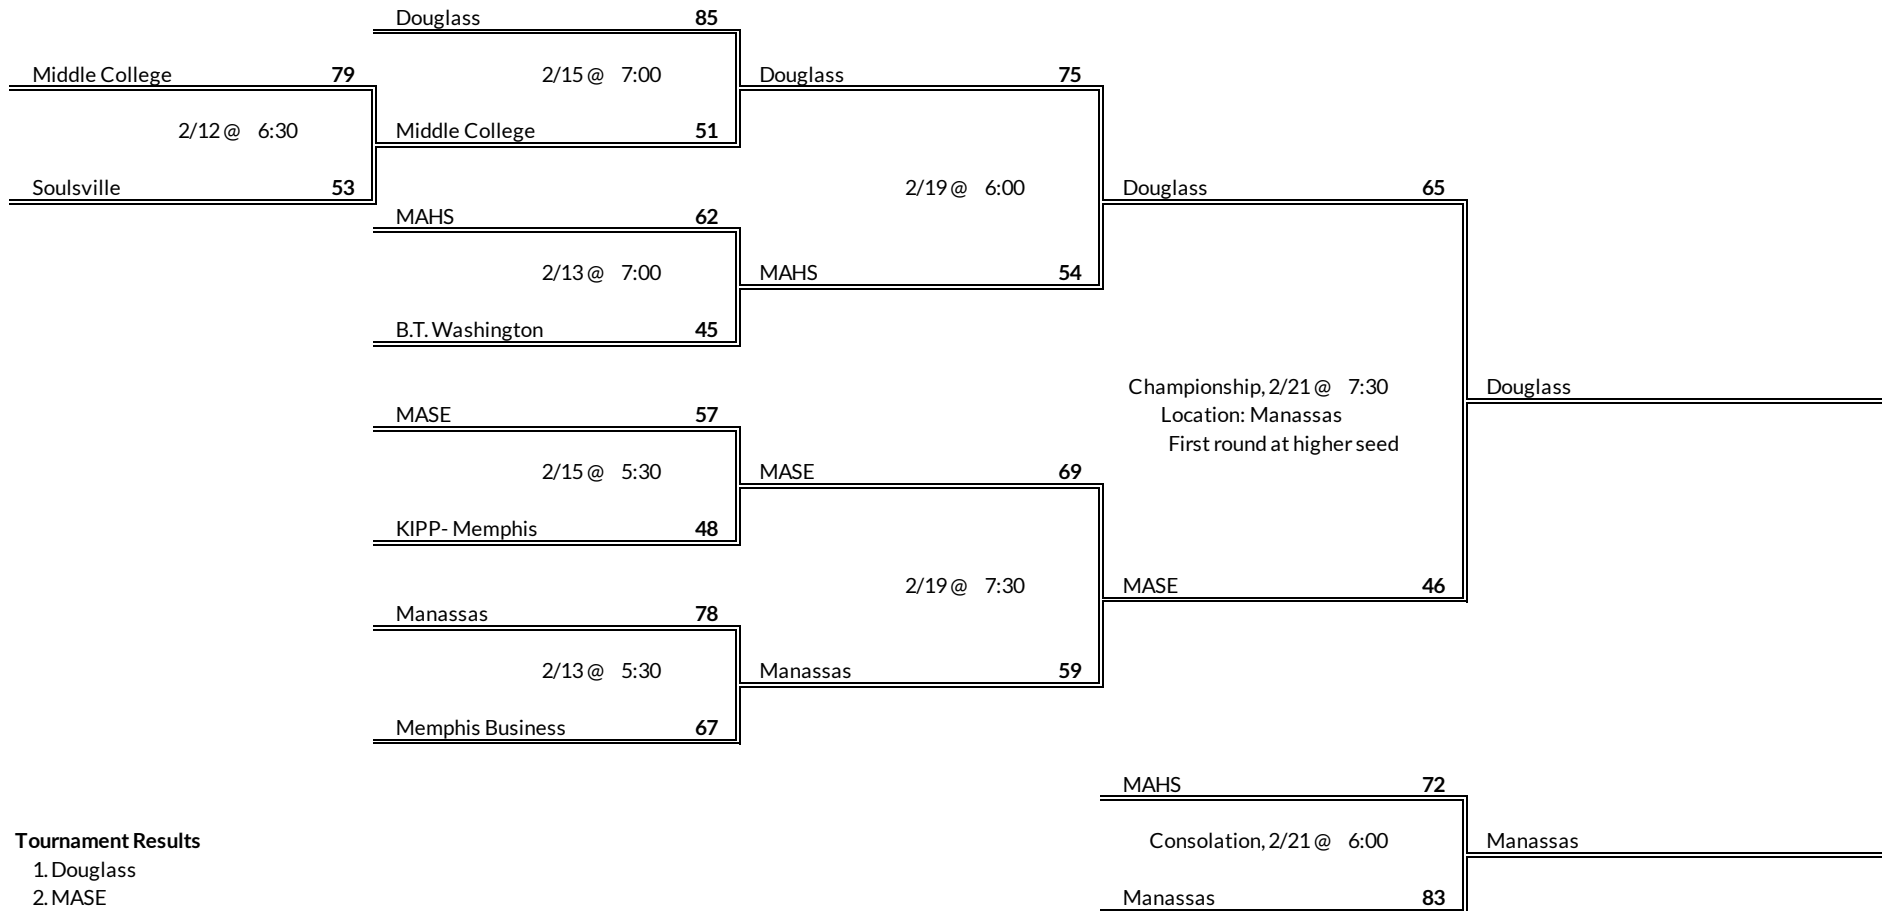 Douglass 85
Middle College 79
2/15 @ 7:00
Douglass 75
2/12 @ 6:30
Middle College 51
Soulsville 53
2/19 @ 6:00
Douglass 65
MAHS 62
2/13 @ 7:00
MAHS 54
B.T. Washington 45
Championship, 2/21 @ 7:30
Douglass
MASE 57
Location: Manassas
First round at higher seed
2/15 @ 5:30
MASE 69
KIPP- Memphis 48
2/19 @ 7:30
MASE 46
Manassas 78
2/13 @ 5:30
Manassas 59
Memphis Business 67
MAHS 72
Tournament Results
Consolation, 2/21 @ 6:00
Manassas
1. Douglass
2. MASE
Manassas 83